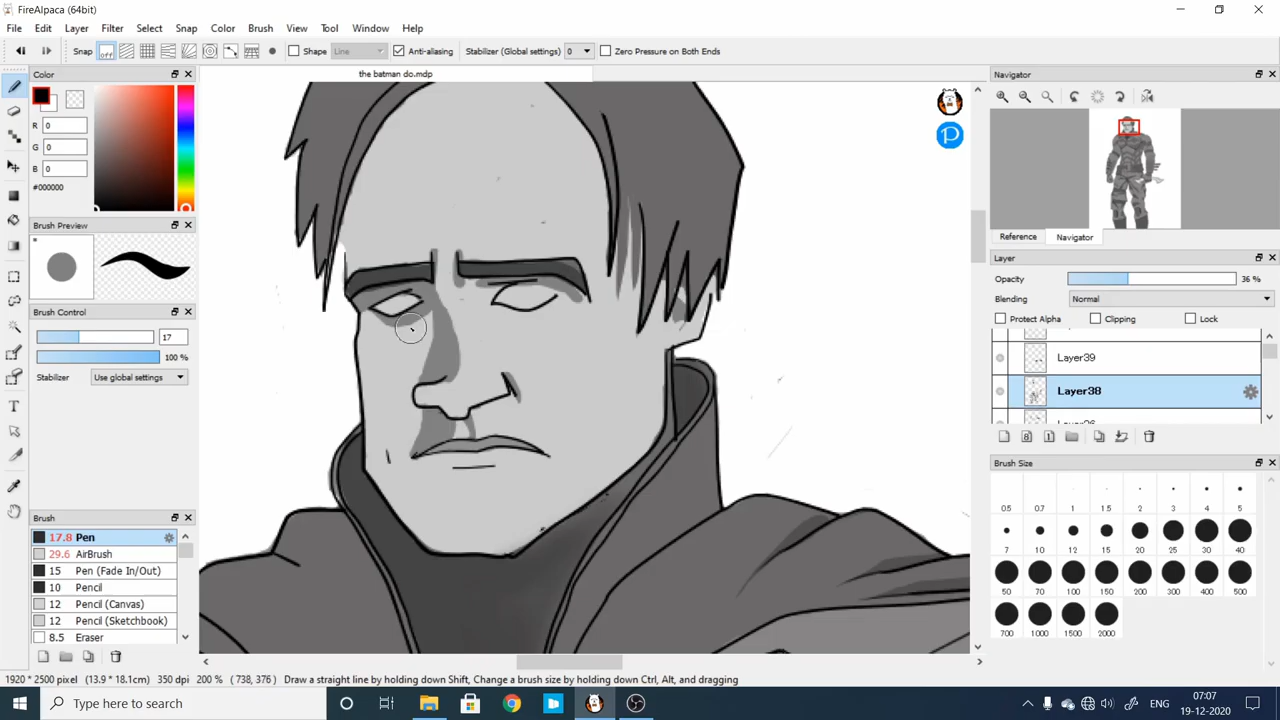 FireAlpaca (64bit)
File Edit Layer Filter Select Snap Color Brush View Tool Window Help
Snap off Shape Line Anti-aliasing Stabilizer (Global settings) 0 Zero Pressure on Both Ends
Color
the batman do.mdp
Navigator
R 0
G 0
B 0
#000000
Brush Preview
Reference Navigator
Layer
Opacity 36 %
Blending Normal
Protect Alpha Clipping Lock
Layer39
Layer38
Brush Control
17
100 %
Stabilizer Use global settings
Brush Size
0.5 0.7 1 1.5 2 3 4 5
7 10 12 15 20 25 30 40
50 70 100 150 200 300 400 500
700 1000 1500 2000
Brush
17.8 Pen
29.6 AirBrush
15 Pen (Fade In/Out)
10 Pencil
12 Pencil (Canvas)
12 Pencil (Sketchbook)
8.5 Eraser
1920 * 2500 pixel (13.9 * 18.1cm) 350 dpi 200 % ( 738, 376 ) Draw a straight line by holding down Shift, Change a brush size by holding down Ctrl, Alt, and dragging
Type here to search
ENG
07:07
19-12-2020